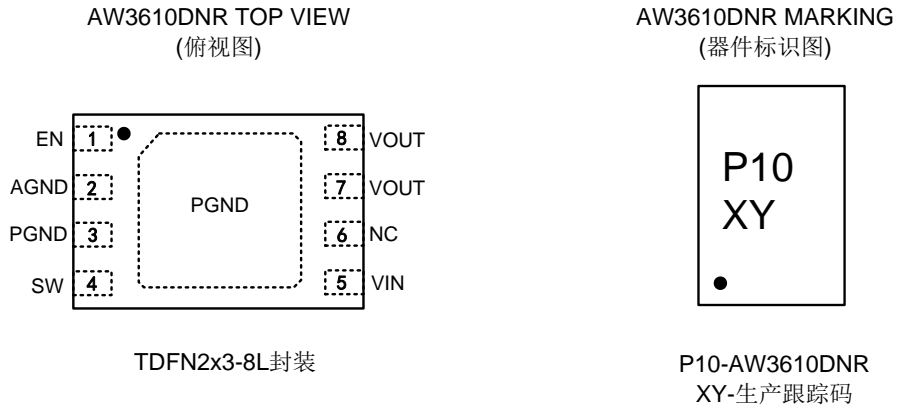 AW3610DNR TOP VIEW
(俯视图)
EN 1 8 VOUT
AGND 2 7 VOUT
PGND
PGND 3 6 NC
SW 4 5 VIN
TDFN2x3-8L封装
AW3610DNR MARKING
(器件标识图)
P10
XY
P10-AW3610DNR
XY-生产跟踪码